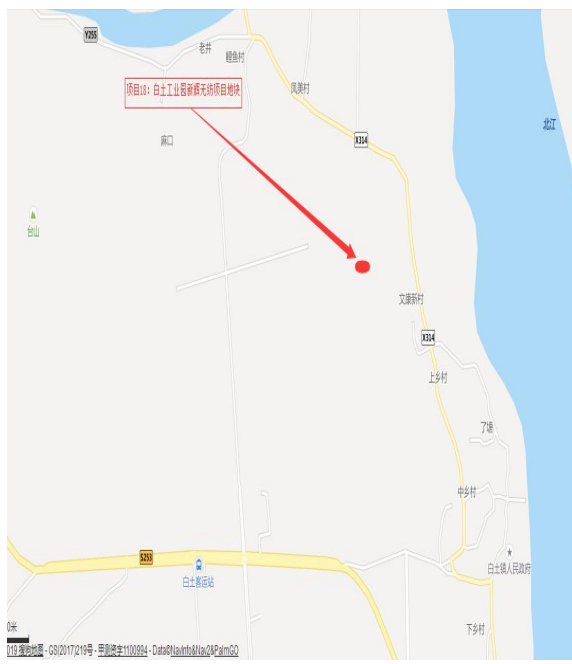 Y255
老井
鲤鱼村
凤美村
项目18：白土工业园新辉无纺项目地块
北江
麻口
X314
台山
文康新村
X314
上乡村
了塘
中乡村
S253
白土客运站
白土镇人民政府
下乡村
0米
019 搜狗地图 - GS(2017)219号 - 甲测资字1100994 - Data©NavInfo&Nav2&PalmGO